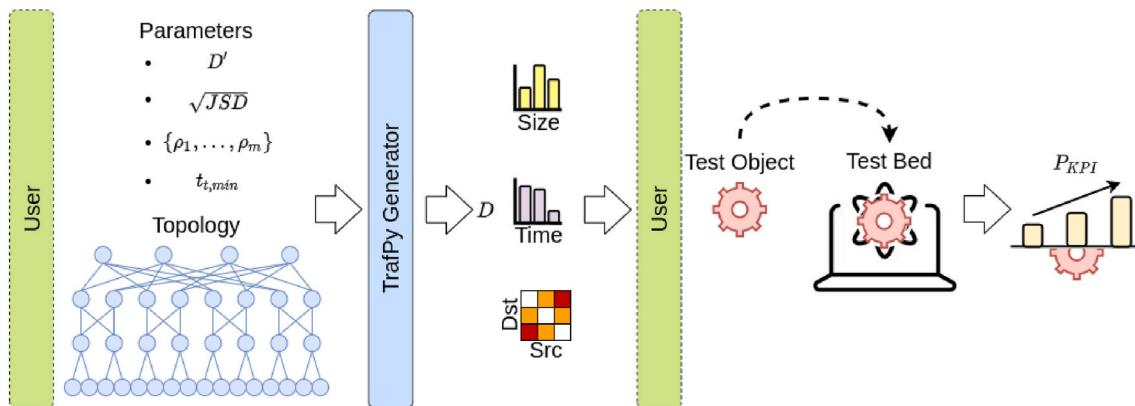 User
Parameters
• D′
• √JSD
• {ρ₁, . . . , ρₘ}
• tₜ,ₘᵢₙ
Topology
TrafPy Generator
D
Size
Time
Dst
Src
User
Test Object
Test Bed
P_KPI